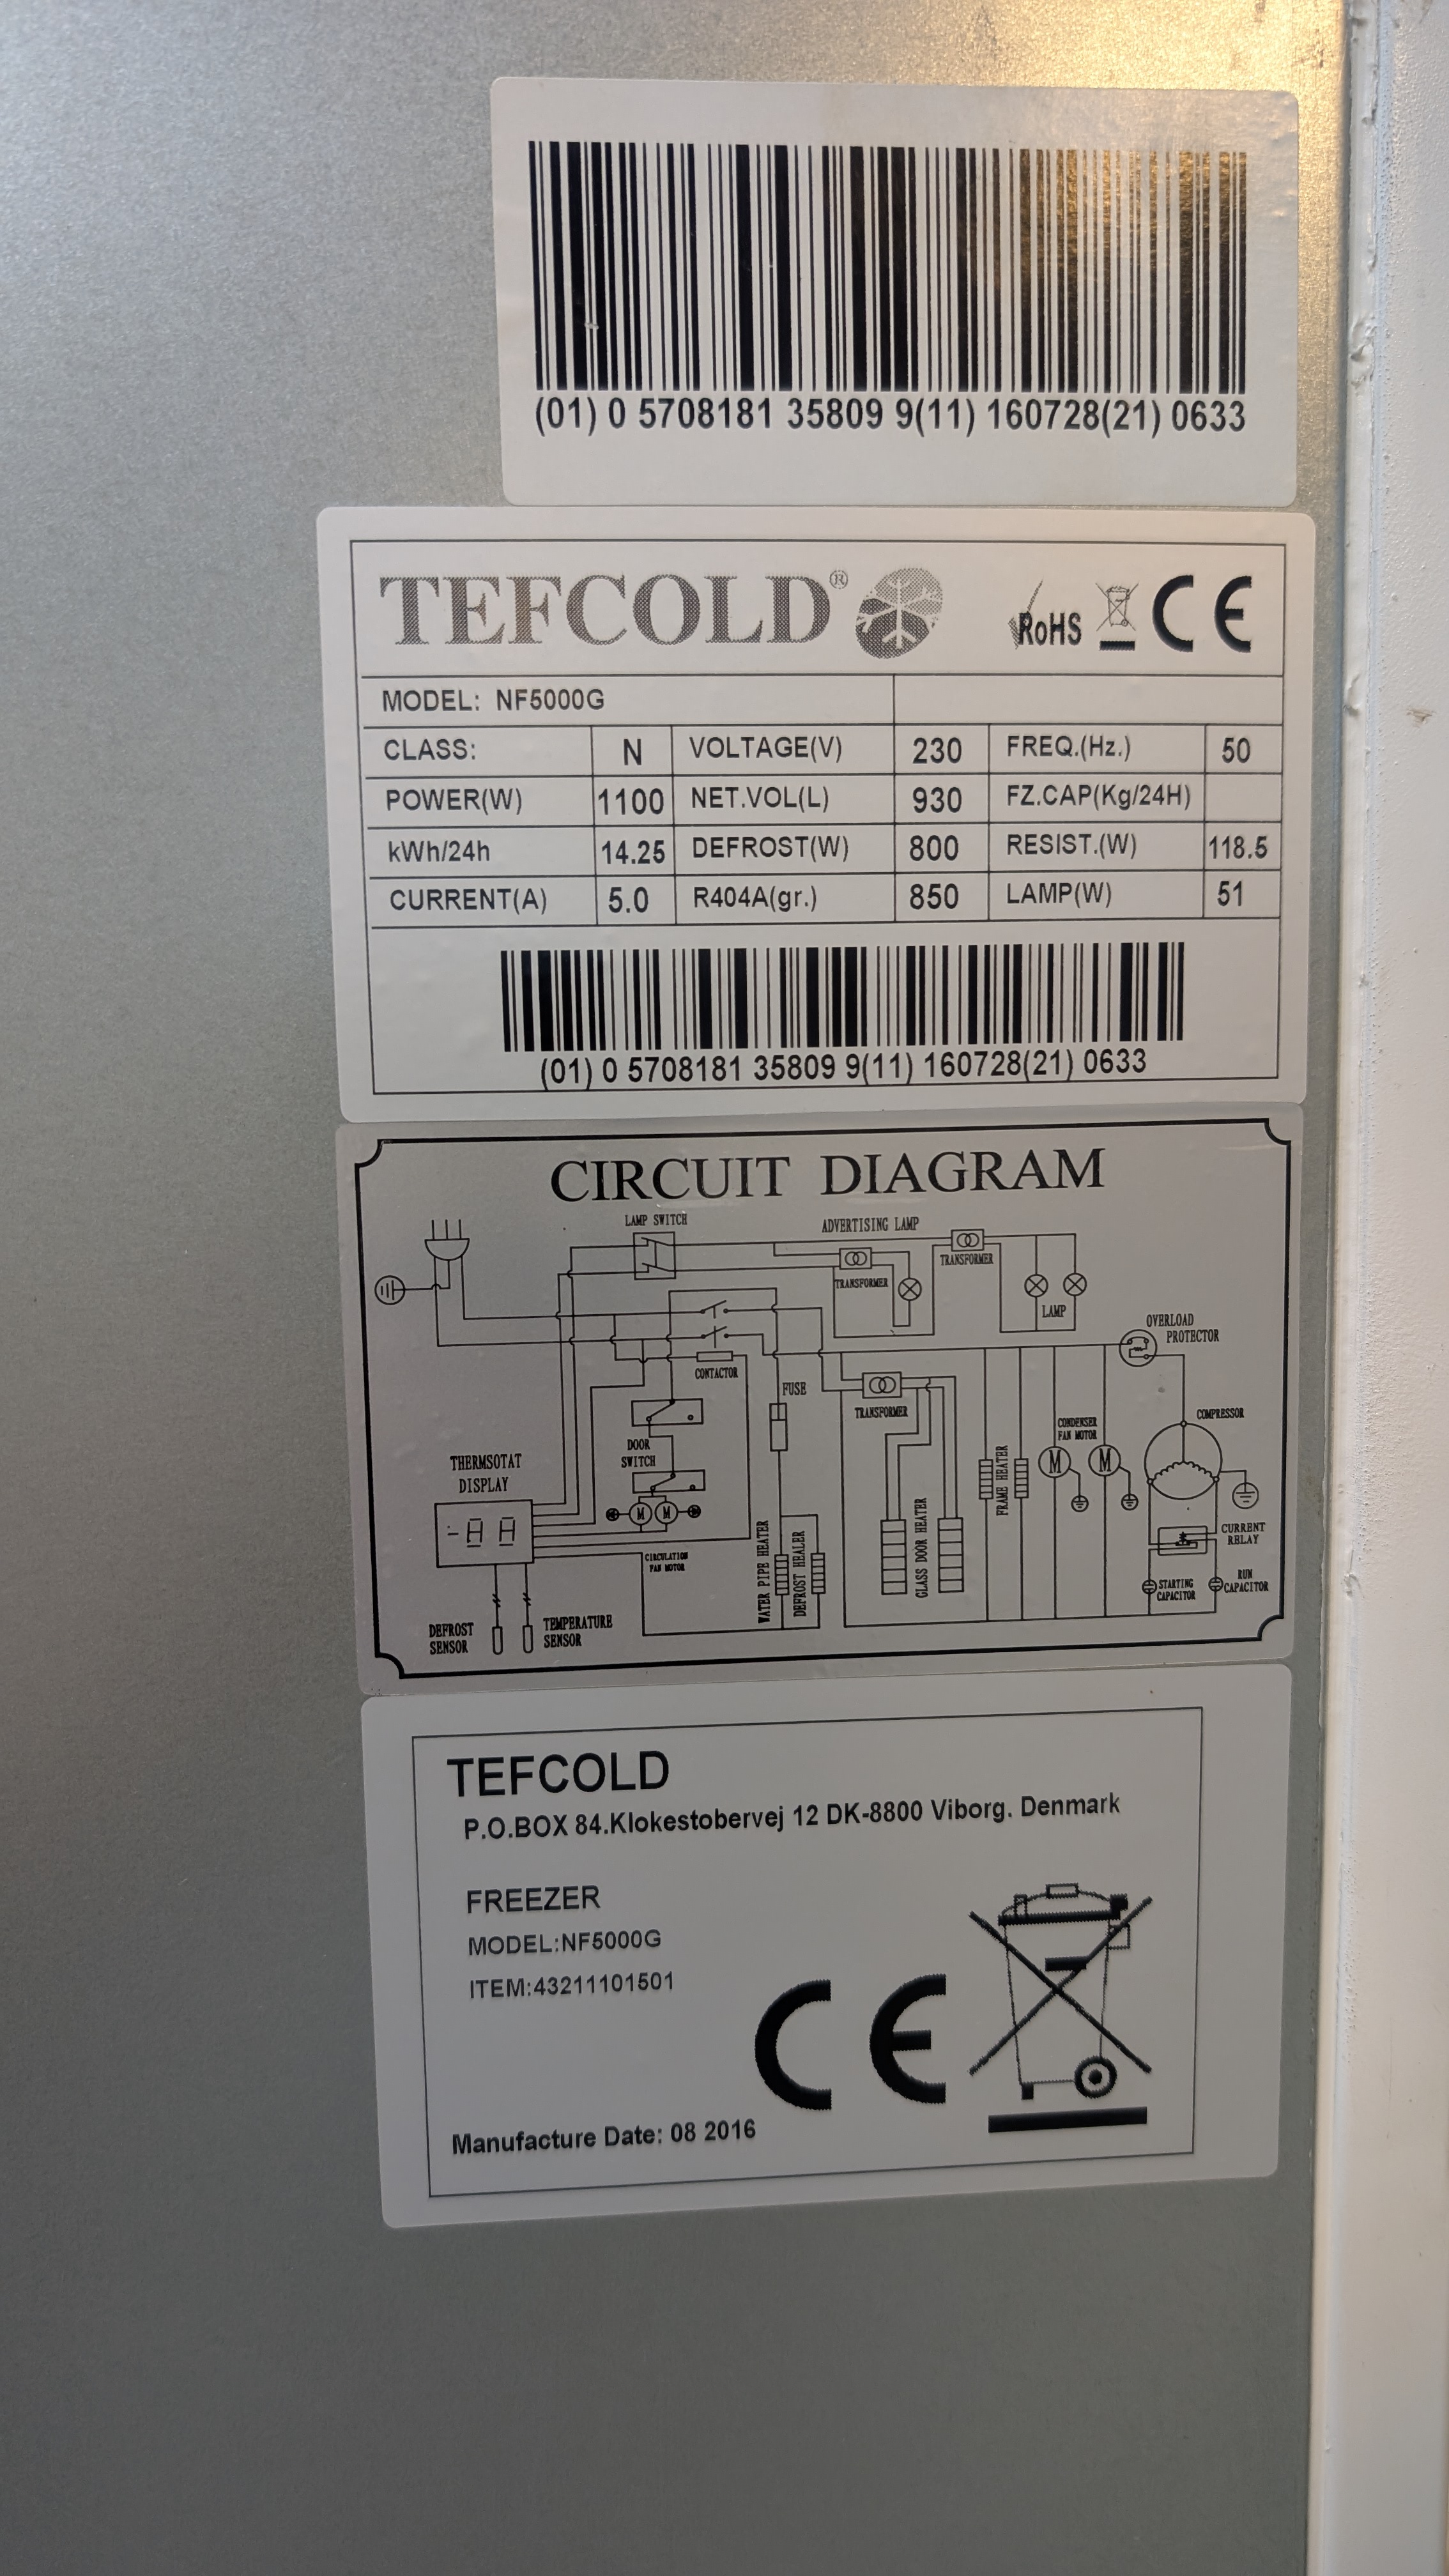 (01) 0 5708181 35809 9(11) 160728(21) 0633
TEFCOLD®
RoHS CE
MODEL: NF5000G
CLASS: N VOLTAGE(V) 230 FREQ.(Hz.) 50
POWER(W) 1100 NET.VOL(L) 930 FZ.CAP(Kg/24H)
kWh/24h 14.25 DEFROST(W) 800 RESIST.(W) 118.5
CURRENT(A) 5.0 R404A(gr.) 850 LAMP(W) 51
(01) 0 5708181 35809 9(11) 160728(21) 0633
CIRCUIT DIAGRAM
LAMP SWITCH
ADVERTISING LAMP
TRANSFORMER
TRANSFORMER
LAMP
OVERLOAD
PROTECTOR
CONTACTOR
FUSE
TRANSFORMER
COMPRESSOR
CONDENSER
FAN MOTOR
M
M
DOOR
SWITCH
THERMSOTAT
DISPLAY
-88
M
M
CIRCULATION
FAN MOTOR
WATER PIPE HEATER
DEFROST HEALER
GLASS DOOR HEATER
FRAME HEATER
CURRENT
RELAY
STARTING
CAPACITOR
RUN
CAPACITOR
DEFROST
SENSOR
TEMPERATURE
SENSOR
TEFCOLD
P.O.BOX 84.Klokestobervej 12 DK-8800 Viborg. Denmark
FREEZER
MODEL:NF5000G
ITEM:43211101501
CE
Manufacture Date: 08 2016